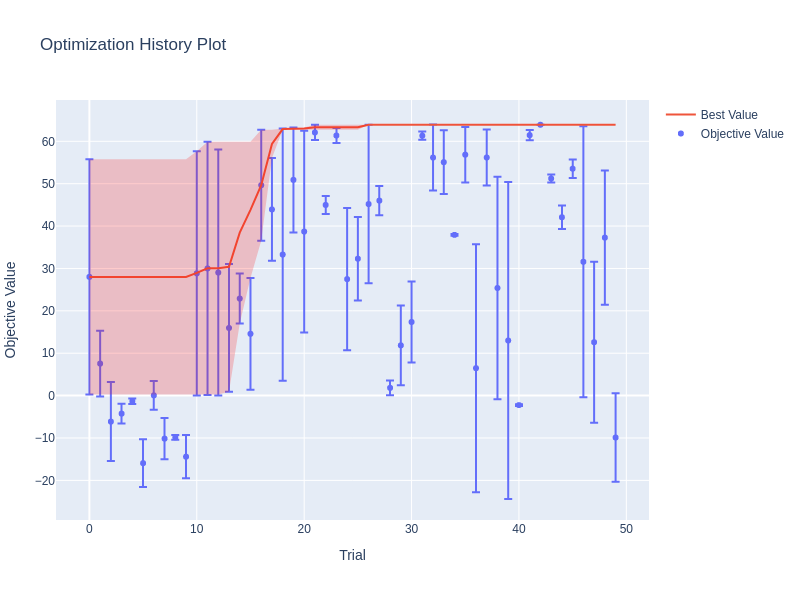 Optimization History Plot
Best Value
Objective Value
60
50
40
30
20
10
0
−10
−20
Objective Value
0 10 20 30 40 50
Trial